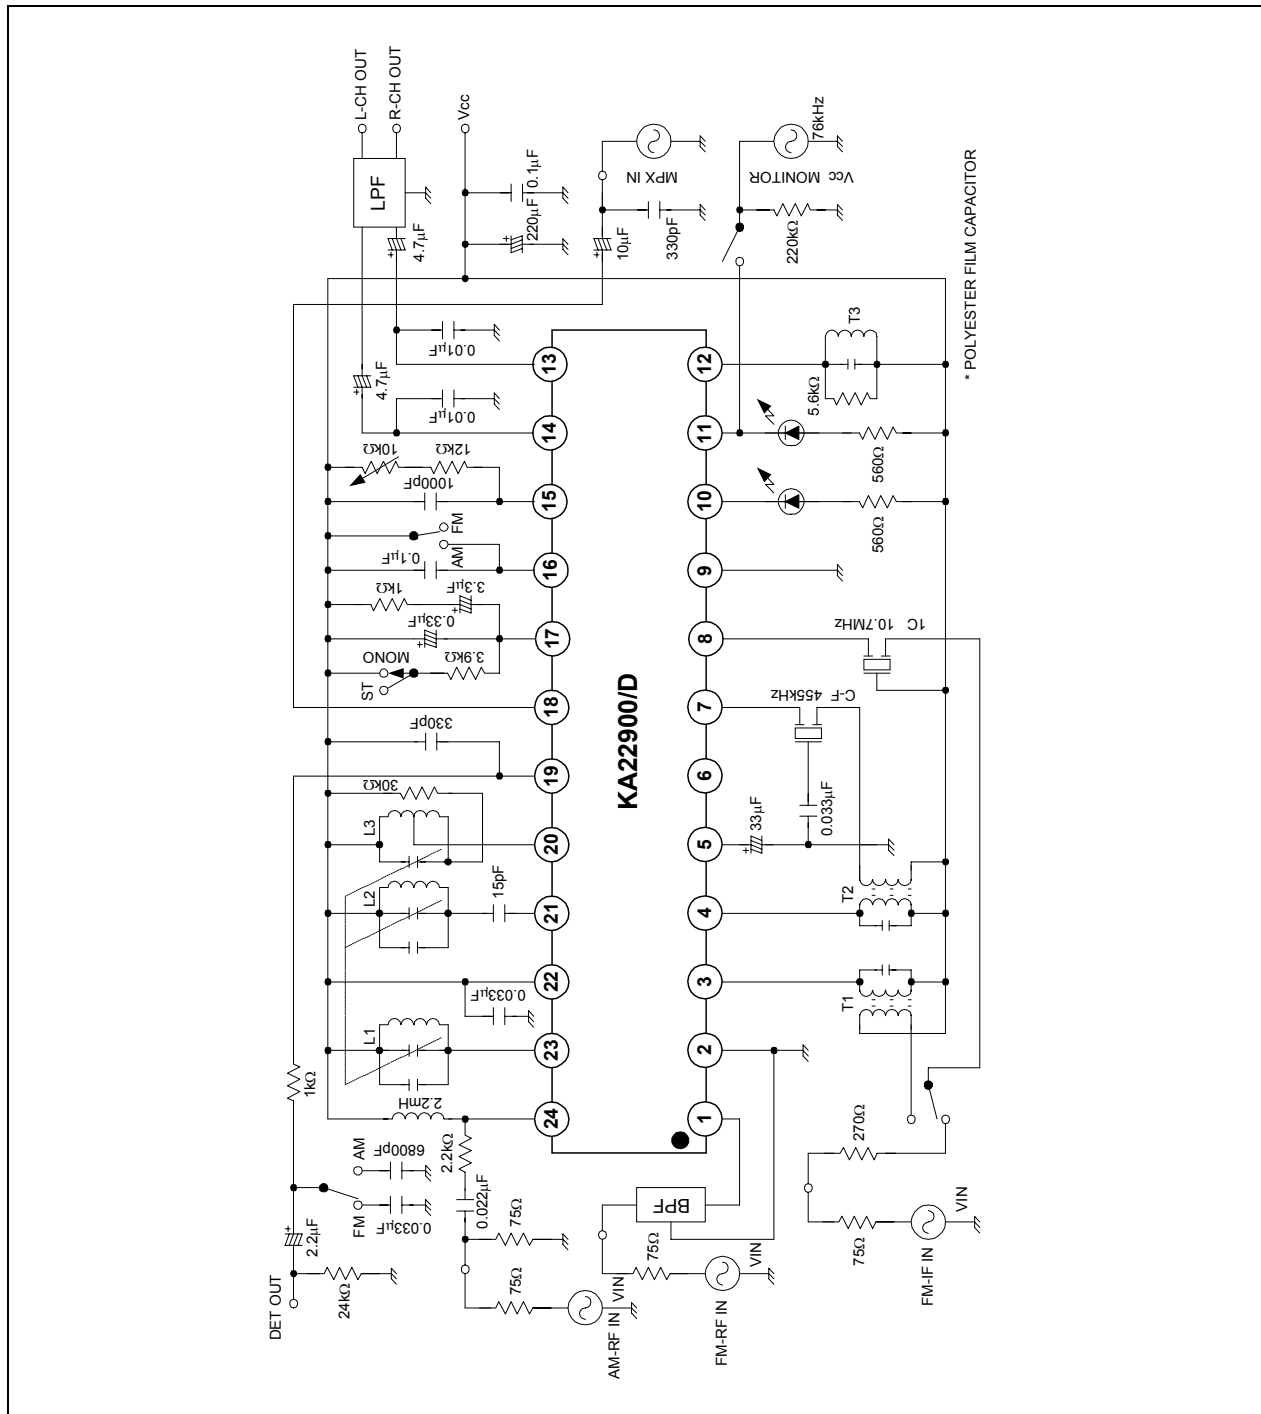 L-CH OUT
R-CH OUT
LPF
4.7µF
4.7µF
Vcc
220µF
0.1µF
10µF
330pF
MPX IN
Vcc MONITOR
220kΩ
76kHz
0.01µF
0.01µF
10kΩ
12kΩ
1000pF
FM
AM
0.1µF
1kΩ
3.3µF
0.33µF
MONO
ST
3.9kΩ
330pF
30kΩ
L3
L2
15pF
0.033µF
L1
2.2mH
1kΩ
AM
6800pF
FM
0.033µF
2.2µF
24kΩ
DET OUT
2.2kΩ
0.022µF
75Ω
75Ω
VIN
AM-RF IN
13
14
15
16
17
18
19
20
21
22
23
24
KA22900/D
12
11
10
9
8
7
6
5
4
3
2
1
T3
5.6kΩ
560Ω
560Ω
1C 10.7MHz
C-F 455kHz
33µF
0.033µF
T2
T1
BPF
75Ω
VIN
FM-RF IN
270Ω
75Ω
VIN
FM-IF IN
* POLYESTER FILM CAPACITOR